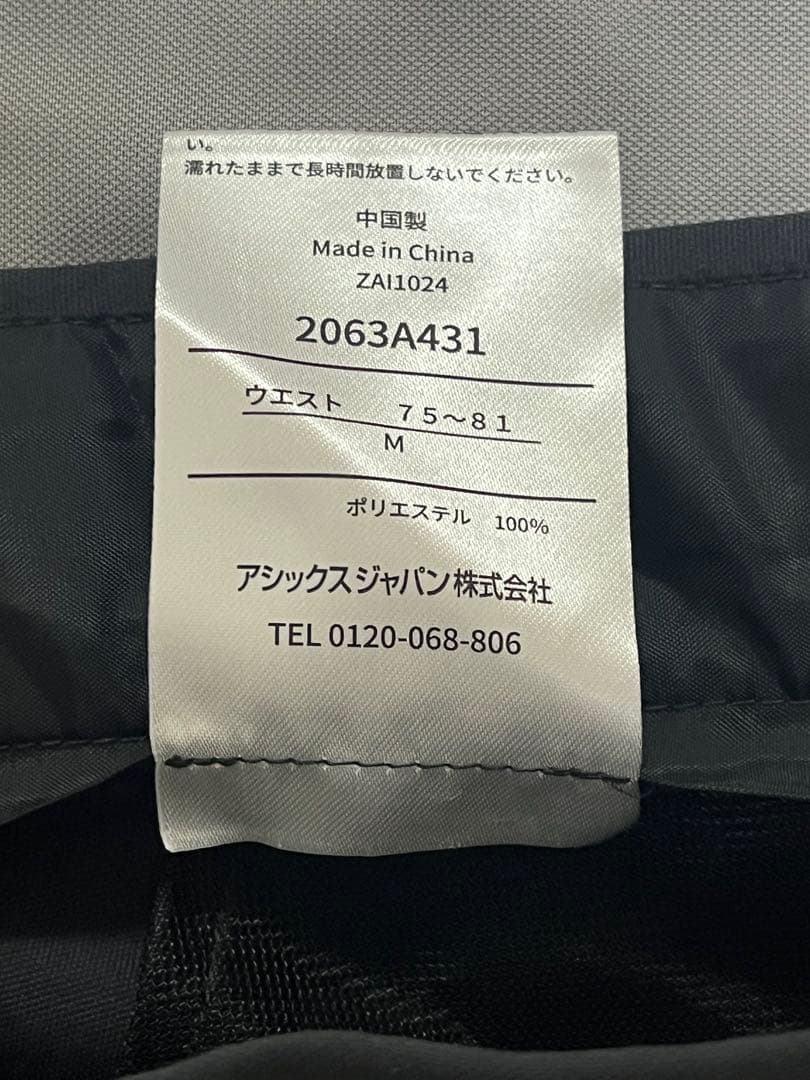 い。
濡れたままで長時間放置しないでください。
中国製
Made in China
ZAI1024
2063A431
ウエスト 75～81
M
ポリエステル 100%
アシックスジャパン株式会社
TEL 0120-068-806